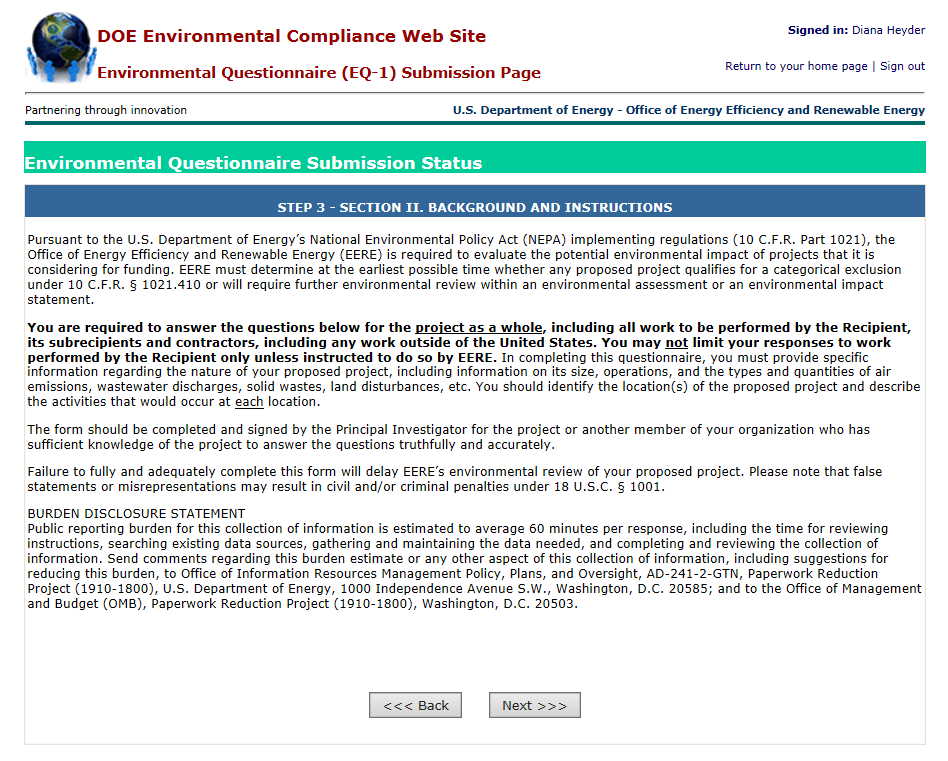 DOE Environmental Compliance Web Site
Signed in: Diana Heyder
Environmental Questionnaire (EQ-1) Submission Page
Return to your home page | Sign out
Partnering through innovation
U.S. Department of Energy - Office of Energy Efficiency and Renewable Energy
Environmental Questionnaire Submission Status
STEP 3 - SECTION II. BACKGROUND AND INSTRUCTIONS
Pursuant to the U.S. Department of Energy’s National Environmental Policy Act (NEPA) implementing regulations (10 C.F.R. Part 1021), the
Office of Energy Efficiency and Renewable Energy (EERE) is required to evaluate the potential environmental impact of projects that it is
considering for funding. EERE must determine at the earliest possible time whether any proposed project qualifies for a categorical exclusion
under 10 C.F.R. § 1021.410 or will require further environmental review within an environmental assessment or an environmental impact
statement.
You are required to answer the questions below for the project as a whole, including all work to be performed by the Recipient,
its subrecipients and contractors, including any work outside of the United States. You may not limit your responses to work
performed by the Recipient only unless instructed to do so by EERE. In completing this questionnaire, you must provide specific
information regarding the nature of your proposed project, including information on its size, operations, and the types and quantities of air
emissions, wastewater discharges, solid wastes, land disturbances, etc. You should identify the location(s) of the proposed project and describe
the activities that would occur at each location.
The form should be completed and signed by the Principal Investigator for the project or another member of your organization who has
sufficient knowledge of the project to answer the questions truthfully and accurately.
Failure to fully and adequately complete this form will delay EERE’s environmental review of your proposed project. Please note that false
statements or misrepresentations may result in civil and/or criminal penalties under 18 U.S.C. § 1001.
BURDEN DISCLOSURE STATEMENT
Public reporting burden for this collection of information is estimated to average 60 minutes per response, including the time for reviewing
instructions, searching existing data sources, gathering and maintaining the data needed, and completing and reviewing the collection of
information. Send comments regarding this burden estimate or any other aspect of this collection of information, including suggestions for
reducing this burden, to Office of Information Resources Management Policy, Plans, and Oversight, AD-241-2-GTN, Paperwork Reduction
Project (1910-1800), U.S. Department of Energy, 1000 Independence Avenue S.W., Washington, D.C. 20585; and to the Office of Management
and Budget (OMB), Paperwork Reduction Project (1910-1800), Washington, D.C. 20503.
<<< Back
Next >>>